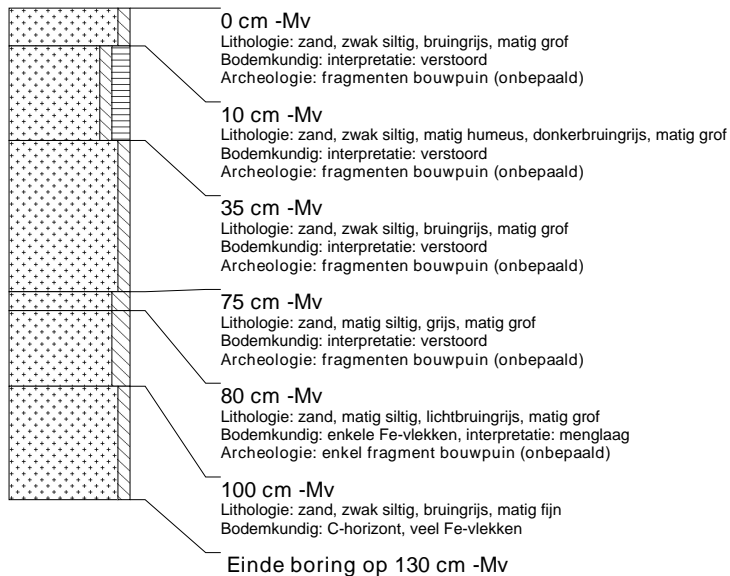 0 cm -Mv
Lithologie: zand, zwak siltig, bruingrijs, matig grof
Bodemkundig: interpretatie: verstoord
Archeologie: fragmenten bouwpuin (onbepaald)
10 cm -Mv
Lithologie: zand, zwak siltig, matig humeus, donkerbruingrijs, matig grof
Bodemkundig: interpretatie: verstoord
Archeologie: fragmenten bouwpuin (onbepaald)
35 cm -Mv
Lithologie: zand, zwak siltig, bruingrijs, matig grof
Bodemkundig: interpretatie: verstoord
Archeologie: fragmenten bouwpuin (onbepaald)
75 cm -Mv
Lithologie: zand, matig siltig, grijs, matig grof
Bodemkundig: interpretatie: verstoord
Archeologie: fragmenten bouwpuin (onbepaald)
80 cm -Mv
Lithologie: zand, matig siltig, lichtbruingrijs, matig grof
Bodemkundig: enkele Fe-vlekken, interpretatie: menglaag
Archeologie: enkel fragment bouwpuin (onbepaald)
100 cm -Mv
Lithologie: zand, zwak siltig, bruingrijs, matig fijn
Bodemkundig: C-horizont, veel Fe-vlekken
Einde boring op 130 cm -Mv